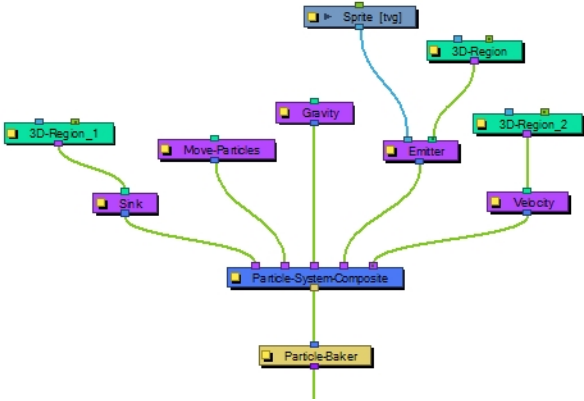 Sprite [tvg]
3D-Region
Gravity
3D-Region_1
3D-Region_2
Move-Particles
Emitter
Sink
Velocity
Particle-System-Composite
Particle-Baker